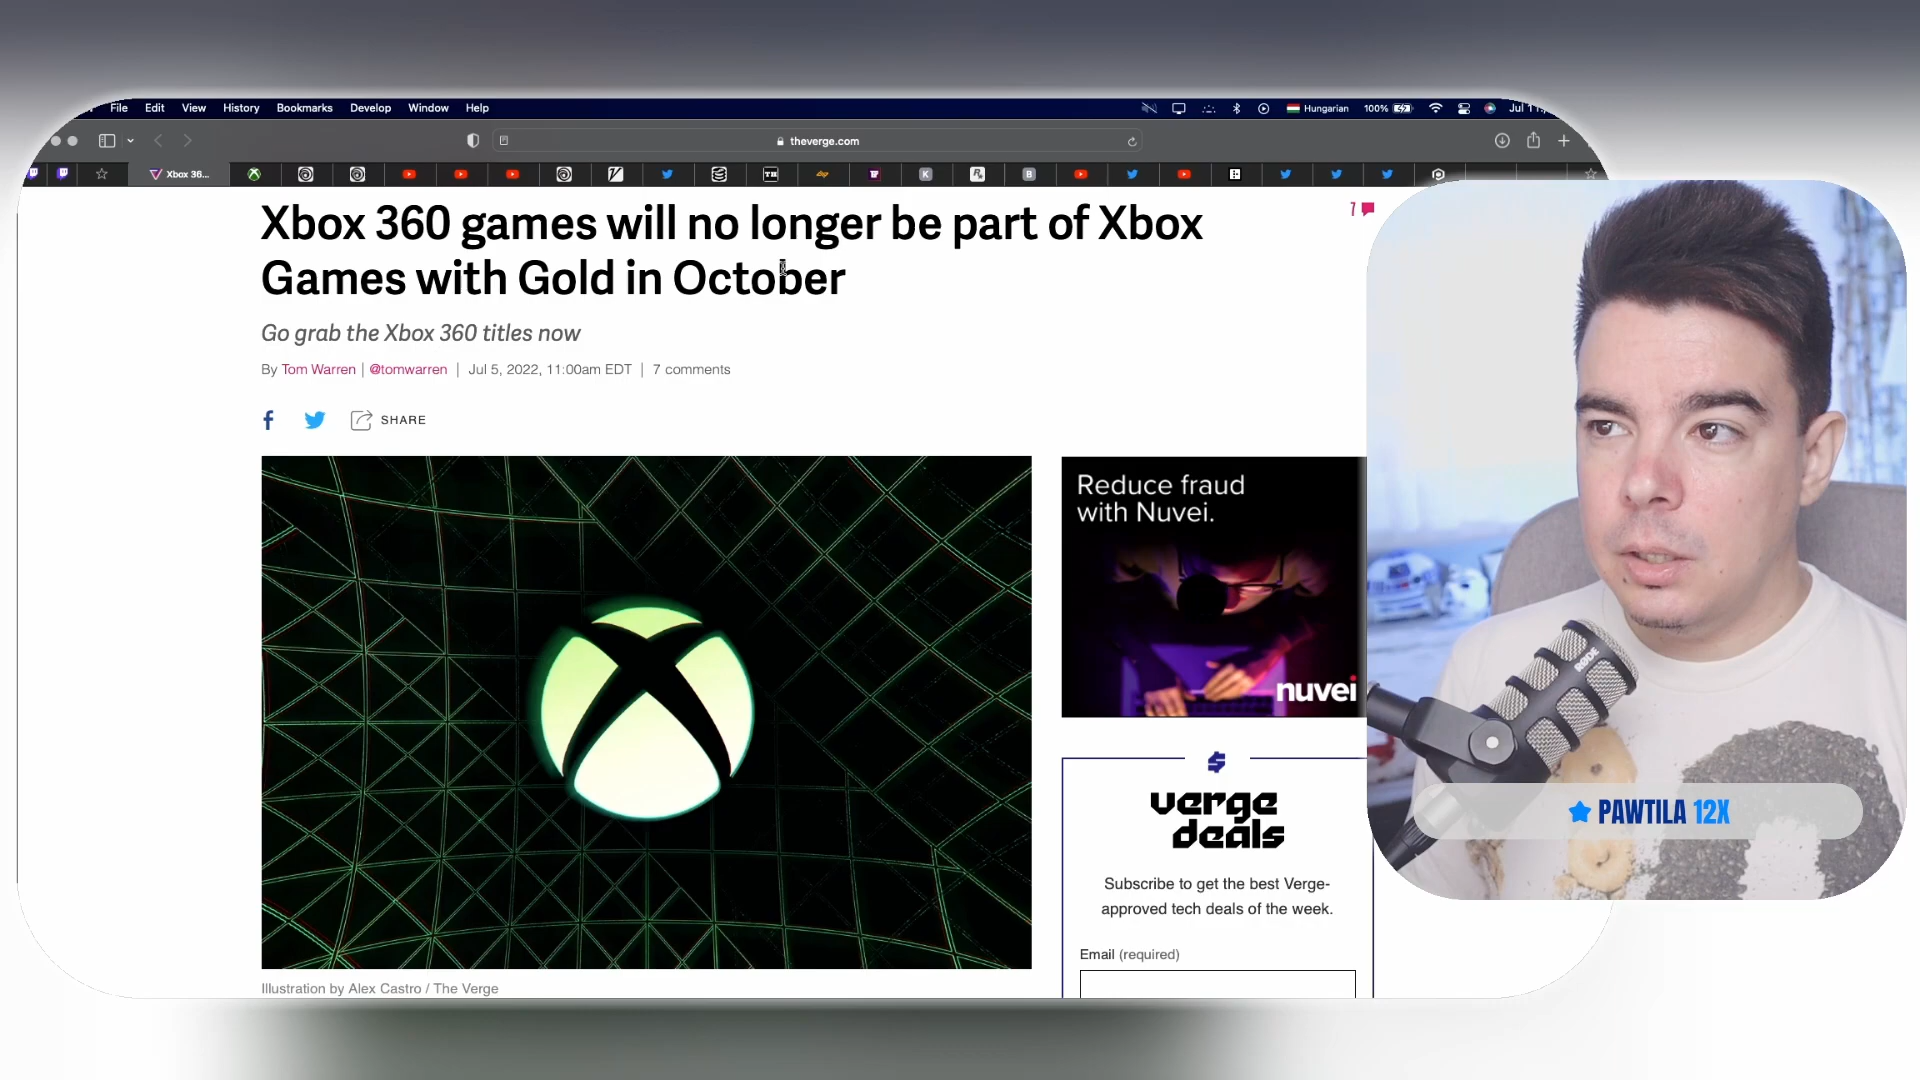 File Edit View History Bookmarks Develop Window Help
Hungarian 100%
theverge.com
Xbox 36...
Xbox 360 games will no longer be part of Xbox
Games with Gold in October
7
Go grab the Xbox 360 titles now
By Tom Warren | @tomwarren | Jul 5, 2022, 11:00am EDT | 7 comments
SHARE
Illustration by Alex Castro / The Verge
Reduce fraud
with Nuvei.
nuvei
verge
deals
Subscribe to get the best Verge-
approved tech deals of the week.
Email (required)
RØDE
PAWTILA 12X